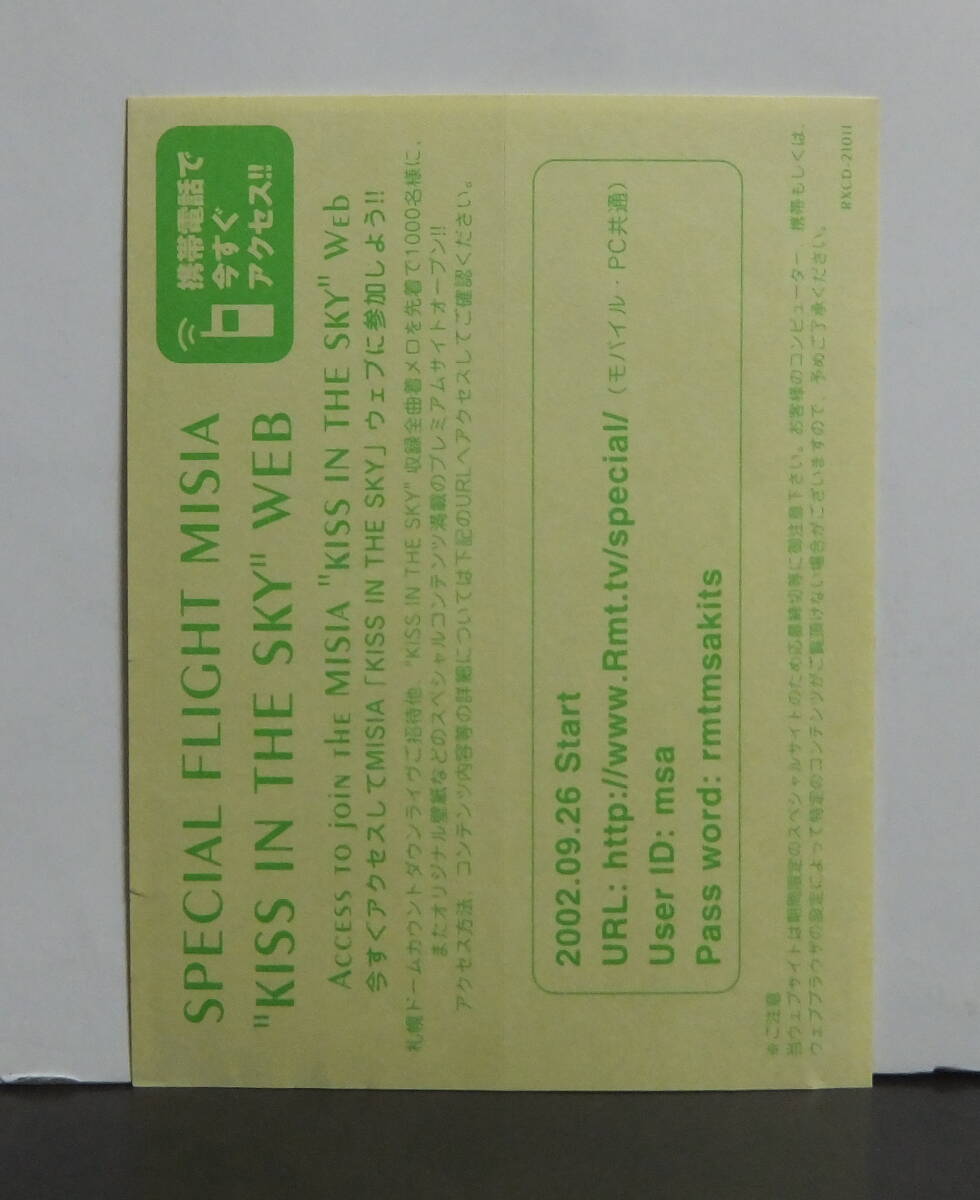 SPECIAL FLIGHT MISIA
"KISS IN THE SKY" WEB
携帯電話で
今すぐ
アクセス!!
Access to join the MISIA "KISS IN THE SKY" Web
今すぐアクセスしてMISIA「KISS IN THE SKY」ウェブに参加しよう!!
札幌ドームカウントダウンライヴご招待他、"KISS IN THE SKY" 収録全曲着メロを先着で1000名様に、
またオリジナル壁紙などのスペシャルコンテンツ満載のプレミアムサイトオープン!!
アクセス方法、コンテンツ内容等の詳細については下記のURLへアクセスしてご確認ください。
2002.09.26 Start
URL: http://www.Rmt.tv/special/ (モバイル・PC共通)
User ID: msa
Pass word: rmtmsakits
※ご注意
当ウェブサイトは期間限定のスペシャルサイトのため応募締切等に御注意下さい。お客様のコンピューター、携帯もしくは、
ウェブブラウザの設定によって特定のコンテンツがご覧頂けない場合がございますので、予めご了承ください。
RXCD-21011